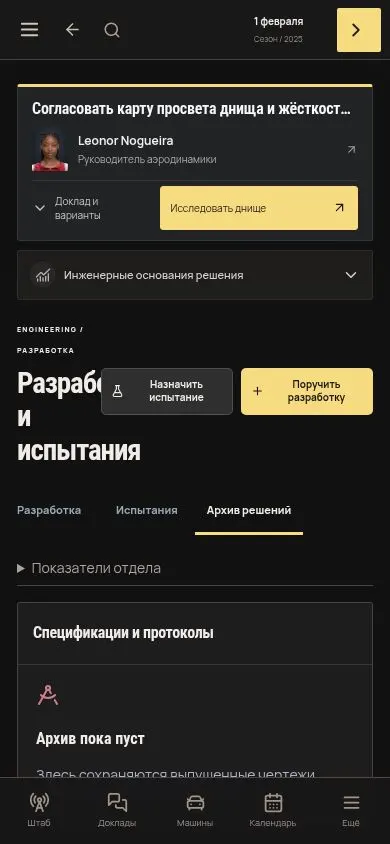 1 февраля
Сезон / 2025
Согласовать карту просвета днища и жёсткост…
Leonor Nogueira
Руководитель аэродинамики
Доклад и
варианты
Исследовать днище
Инженерные основания решения
ENGINEERING /
РАЗРАБОТКА
Разраб
и
испытания
Назначить
испытание
Поручить
разработку
Разработка
Испытания
Архив решений
Показатели отдела
Спецификации и протоколы
Архив пока пуст
Здесь сохраняются выпущенные чертежи
Штаб
Доклады
Машины
Календарь
Ещё